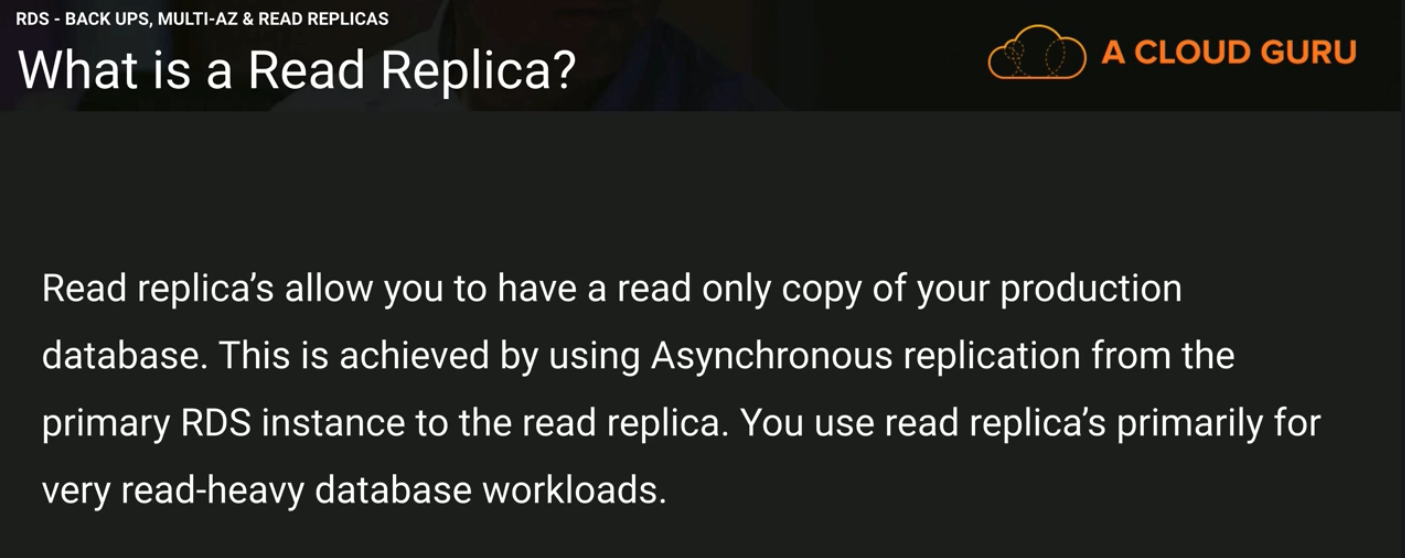 RDS - BACK UPS, MULTI-AZ & READ REPLICAS
What is a Read Replica?
A CLOUD GURU
Read replica’s allow you to have a read only copy of your production
database. This is achieved by using Asynchronous replication from the
primary RDS instance to the read replica. You use read replica’s primarily for
very read-heavy database workloads.